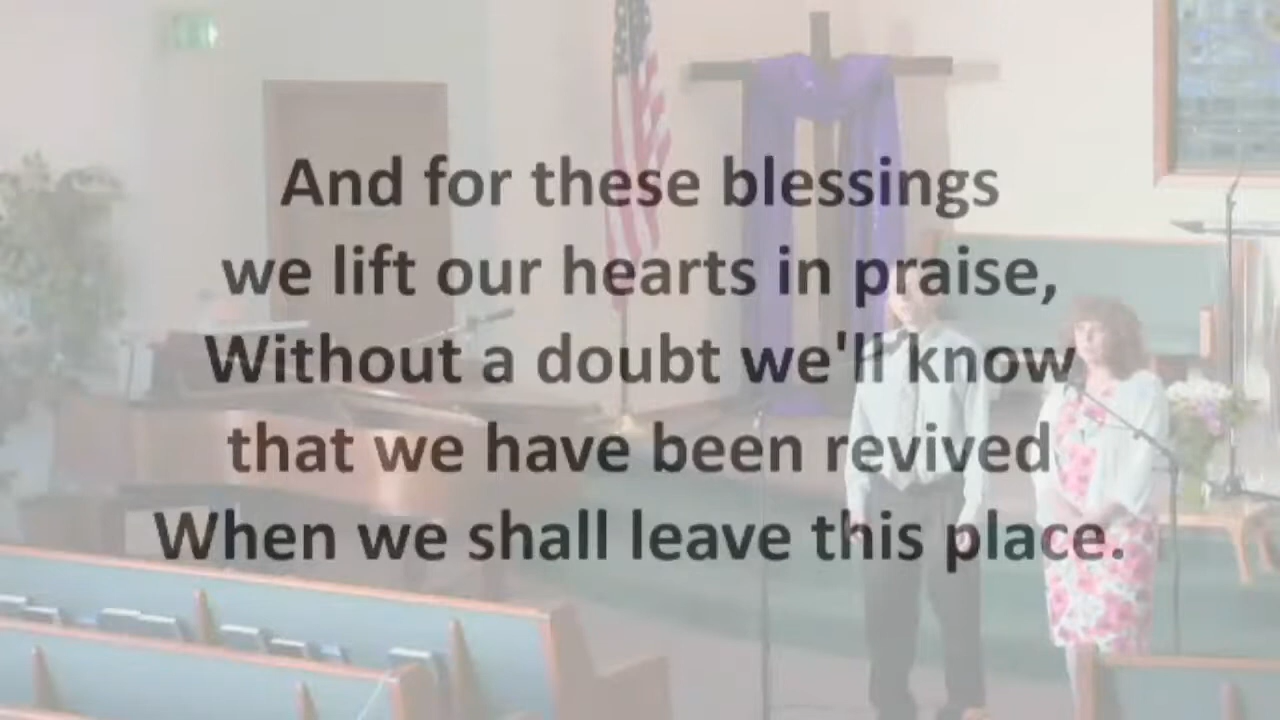 And for these blessings
we lift our hearts in praise,
Without a doubt we'll know
that we have been revived
When we shall leave this place.